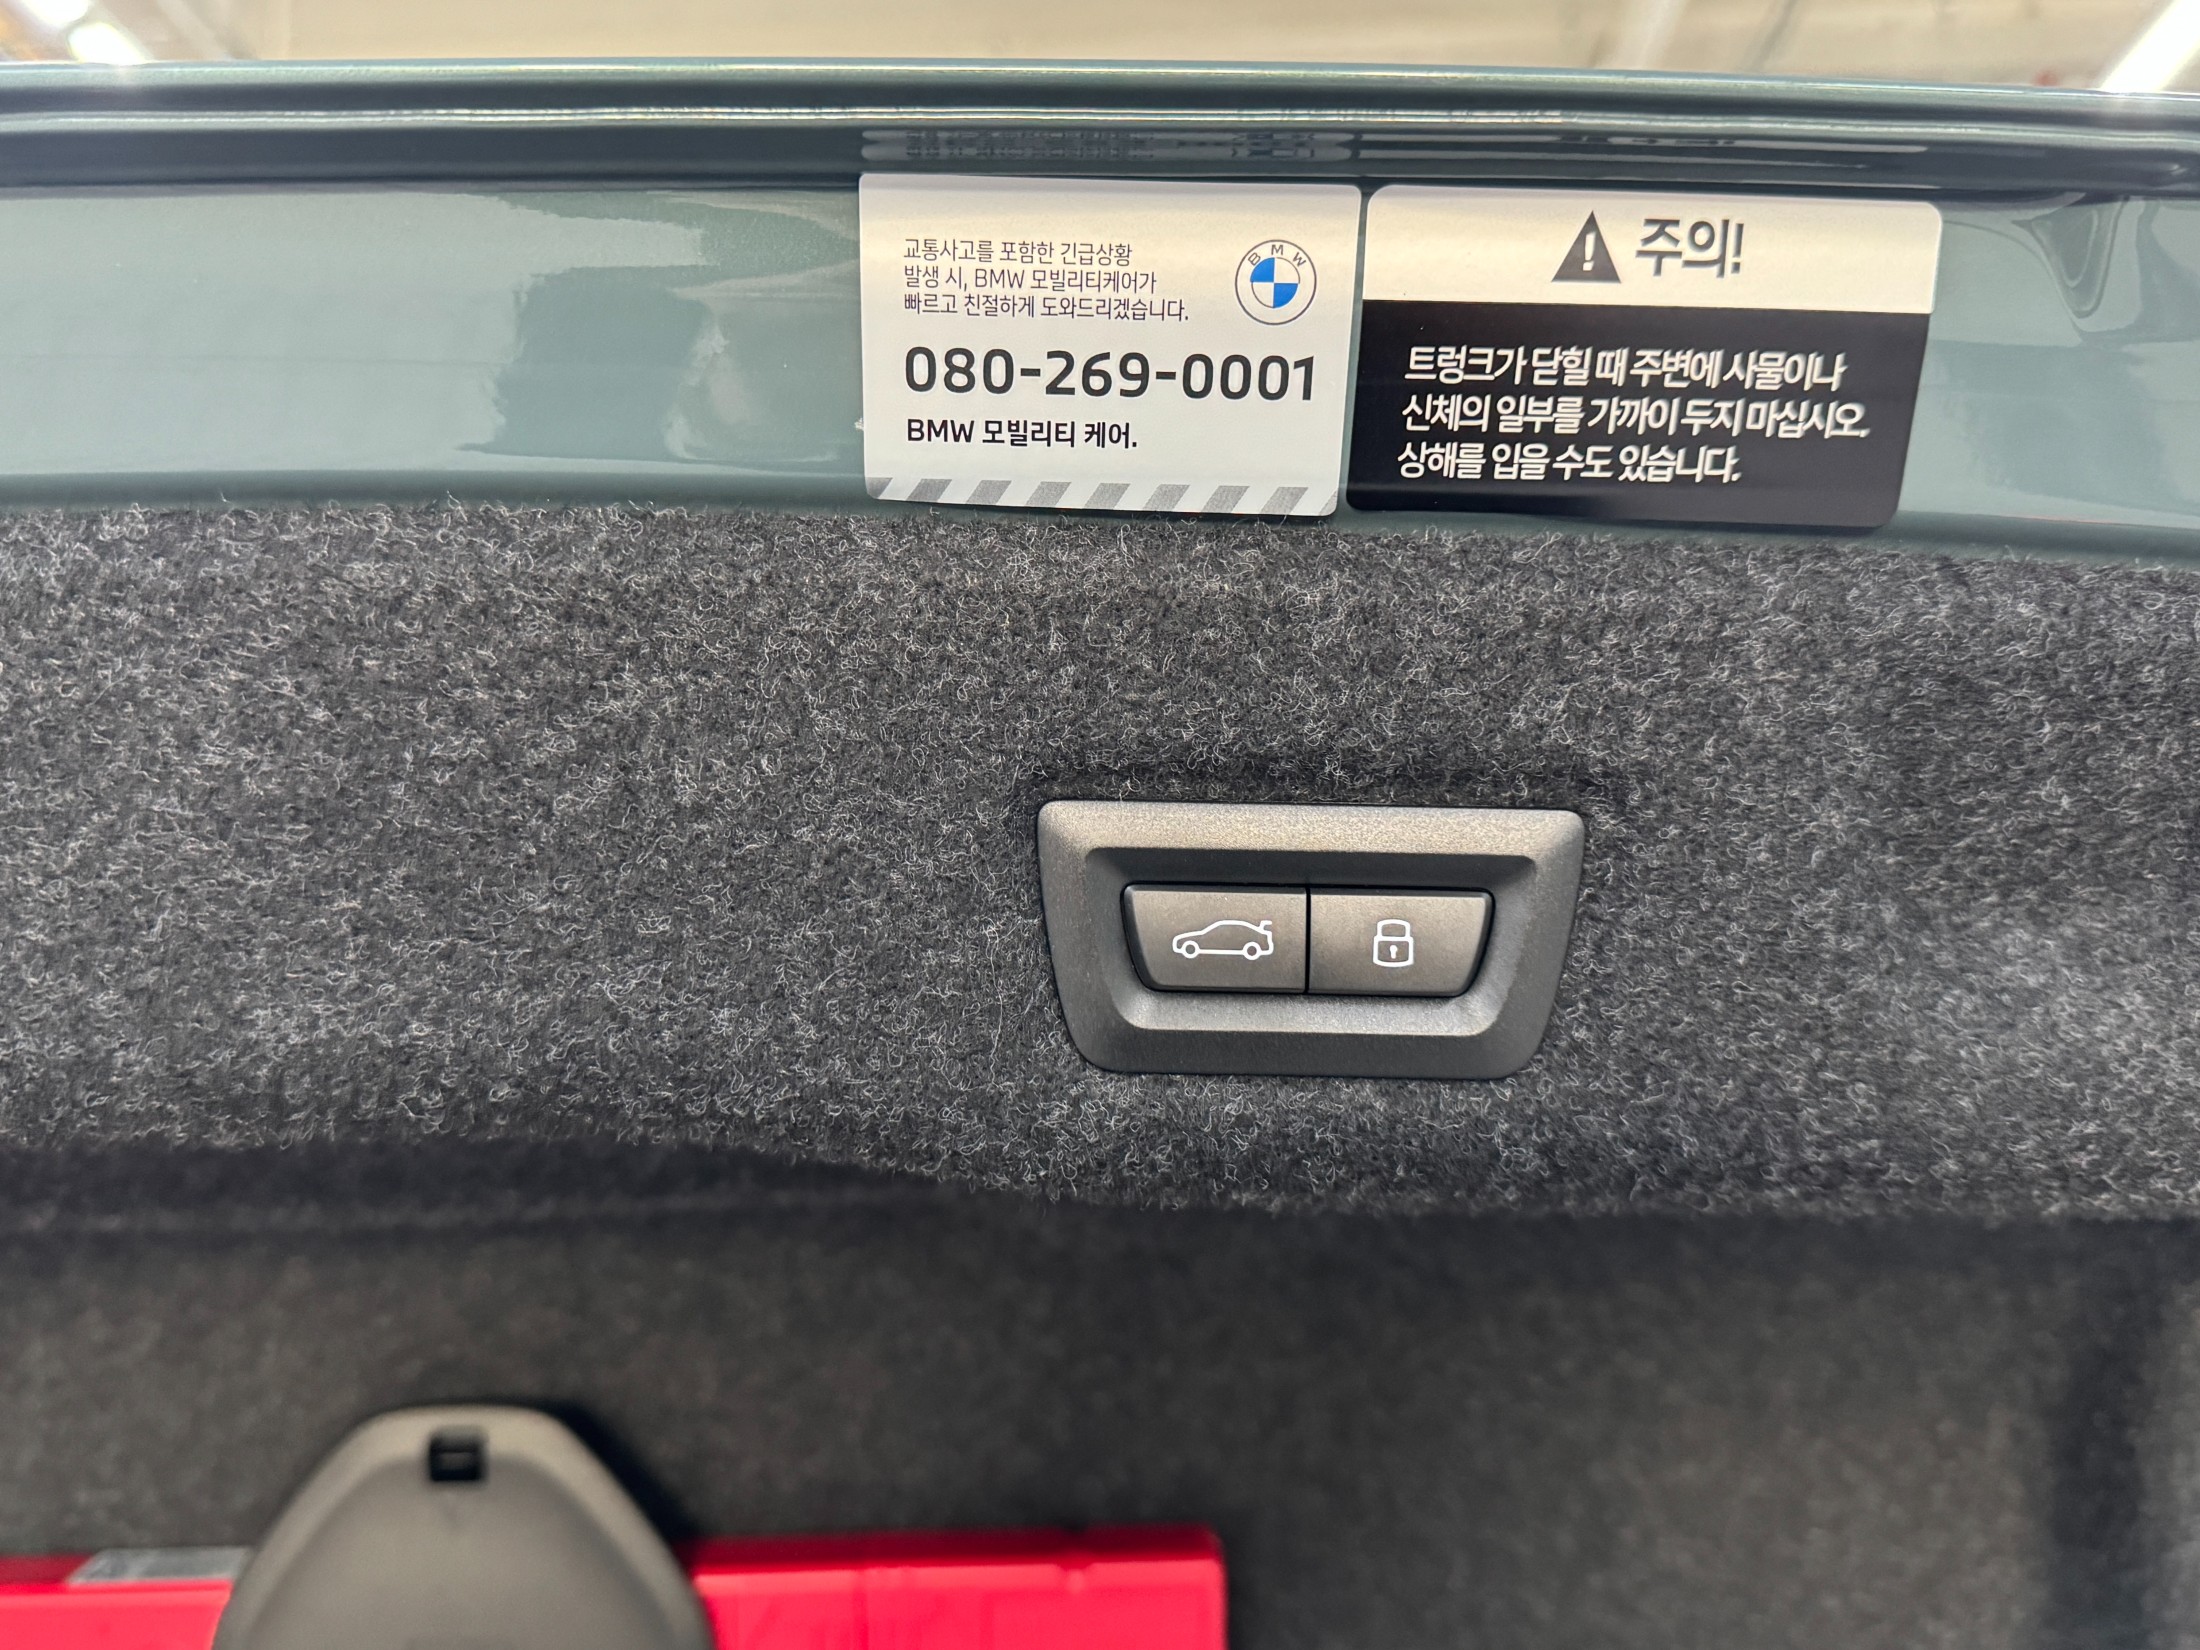 교통사고를 포함한 긴급상황
발생 시, BMW 모빌리티케어가
빠르고 친절하게 도와드리겠습니다.
BMW
080-269-0001
BMW 모빌리티 케어.
주의!
트렁크가 닫힐 때 주변에 사물이나
신체의 일부를 가까이 두지 마십시오.
상해를 입을 수도 있습니다.